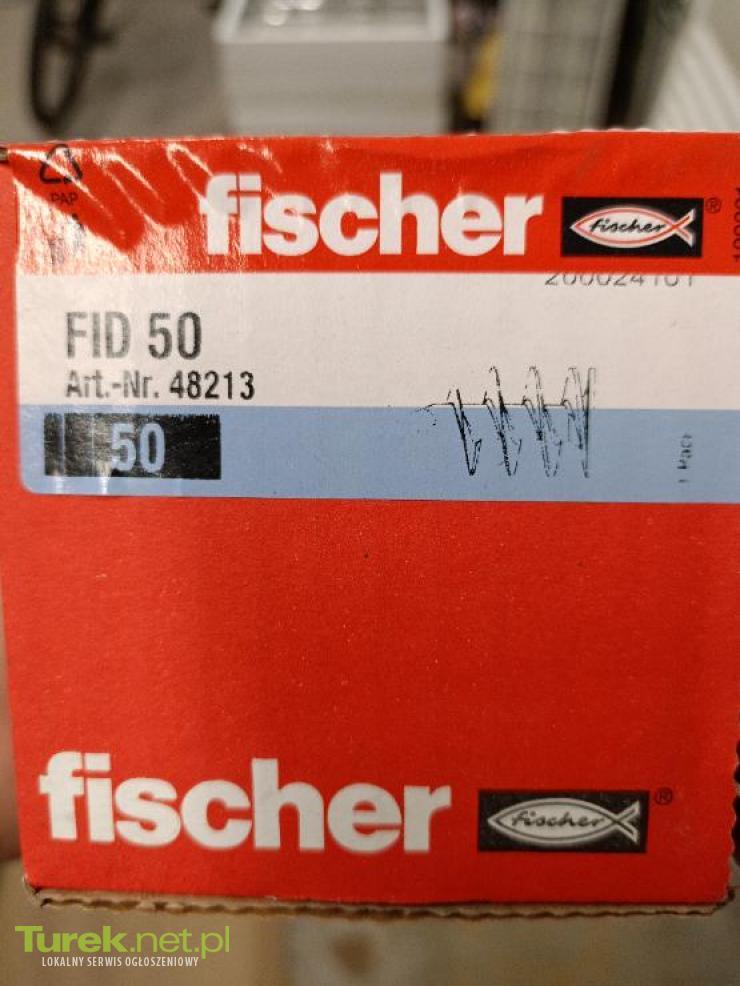 PAP
fischer fischer ®
FID 50
Art.-Nr. 48213
50
fischer fischer ®
Turek.net.pl
LOKALNY SERWIS OGŁOSZENIOWY